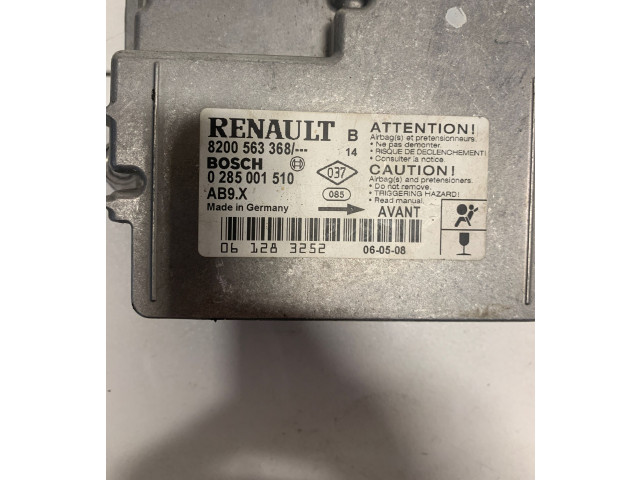 RENAULT B
8200 563 368/--- 14
BOSCH
0 285 001 510
AB9.X
Made in Germany
037
085
AVANT
ATTENTION!
Airbag(s) et pretensionneurs.
• Ne pas demonter.
• RISQUE DE DECLENCHEMENT!
• Consulter la notice.
CAUTION!
Airbag(s) and pretensioners.
• Do not remove.
• TRIGGERING HAZARD!
• Read manual.
06 128 3252
06-05-08